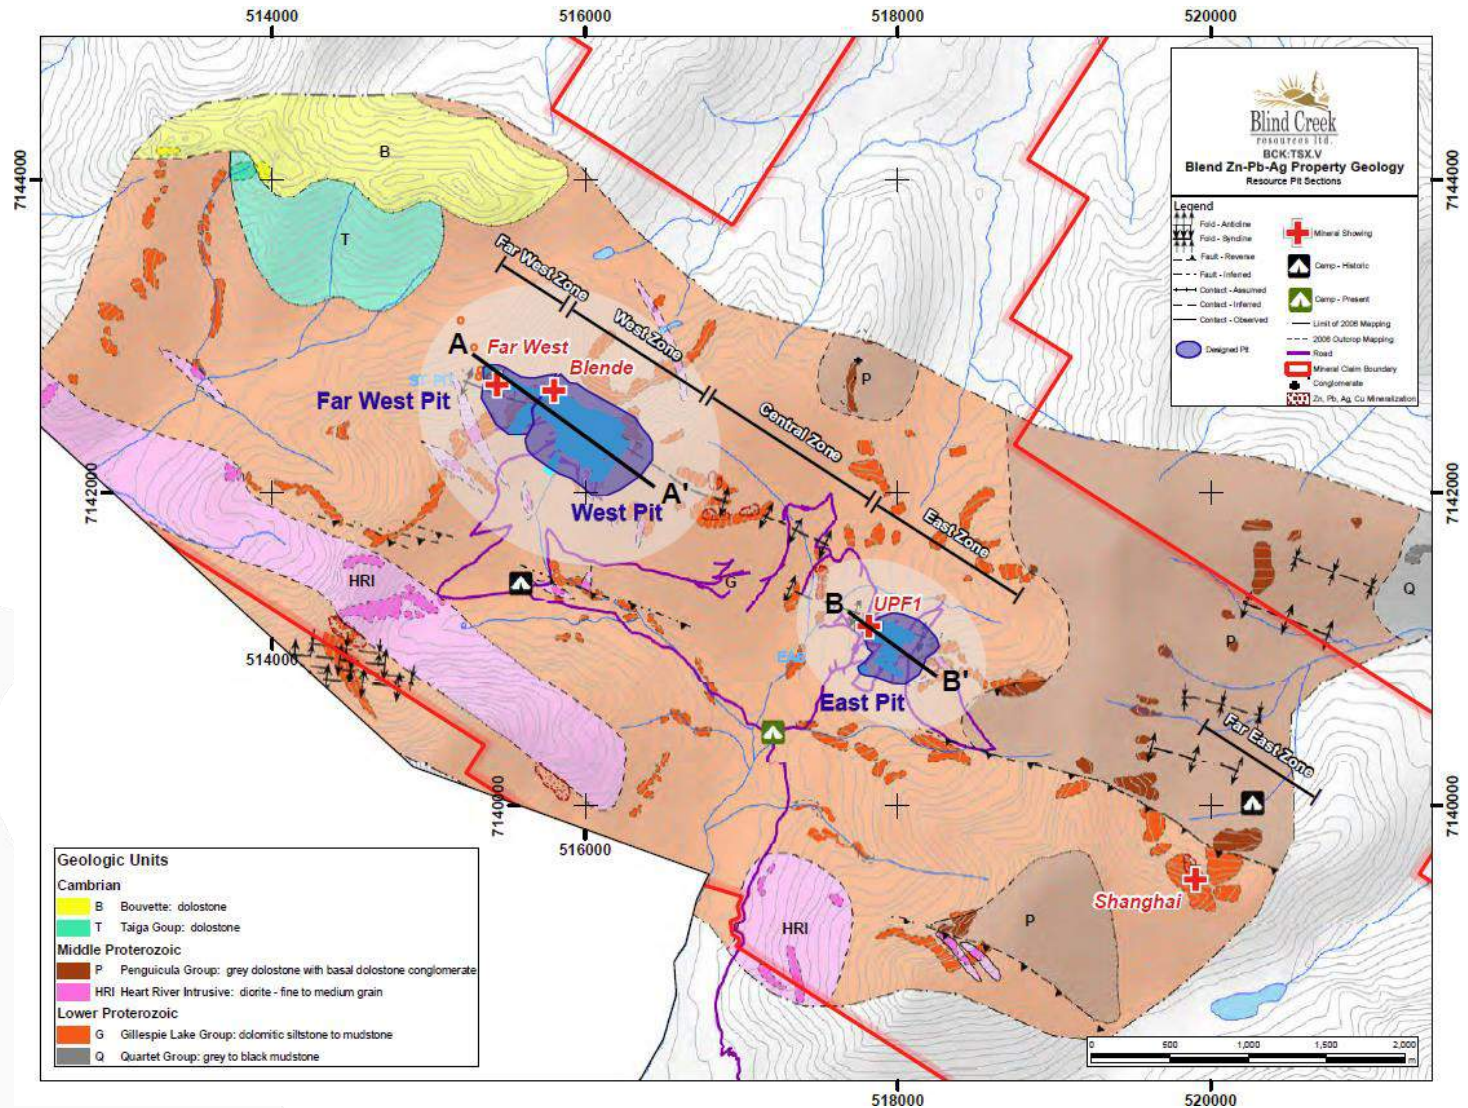 514000
516000
518000
520000
7144000
7144000
Blind Creek
resources ltd.
BCK:TSX.V
Blend Zn-Pb-Ag Property Geology
Resource Pit Sections
Legend
Fold - Anticline
Fold - Syncline
Fault - Reverse
Fault - Inferred
Contact - Assumed
Contact - Inferred
Contact - Observed
Designed Pit
Mineral Showing
Camp - Historic
Camp - Present
Limit of 2006 Mapping
2006 Outcrop Mapping
Road
Mineral Claim Boundary
Conglomerate
Zn, Pb, Ag, Cu Mineralization
B
T
Far West Zone
West Zone
Central Zone
East Zone
Far East Zone
A
Far West
Blende
Far West Pit
A'
West Pit
P
7142000
7142000
HRI
G
Q
P
B
UPF1
B'
East Pit
514000
7140000
7140000
516000
Shanghai
HRI
P
Geologic Units
Cambrian
B Bouvette: dolostone
T Taiga Goup: dolostone
Middle Proterozoic
P Penguicula Group: grey dolostone with basal dolostone conglomerate
HRI Heart River Intrusive: diorite - fine to medium grain
Lower Proterozoic
G Gillespie Lake Group: dolomitic siltstone to mudstone
Q Quartet Group: grey to black mudstone
0 500 1,000 1,500 2,000
m
518000
520000